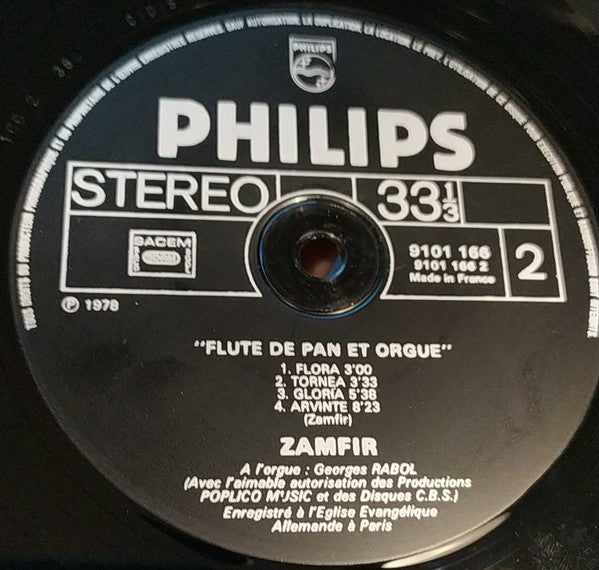 PHILIPS
PHILIPS
STEREO
33 1/3
SACEM
9101 166
9101 166 2
Made in France
2
℗ 1978
"FLUTE DE PAN ET ORGUE"
1. FLORA 3'00
2. TORNEA 3'33
3. GLORIA 5'38
4. ARVINTE 8'23
(Zamfir)
ZAMFIR
A l'orgue : Georges RABOL
(Avec l'aimable autorisation des Productions
POPLICO MUSIC et des Disques C.B.S.)
Enregistré à l'Eglise Evangélique
Allemande à Paris